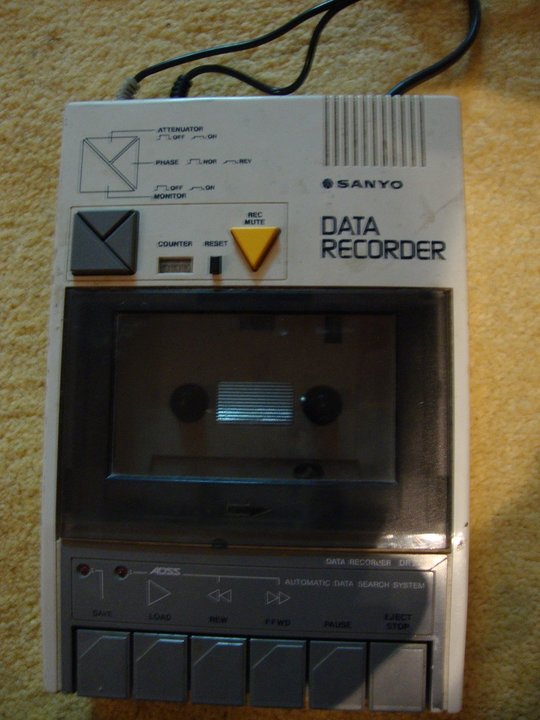 ATTENUATOR
OFF ON
PHASE NOR REV
OFF ON
MONITOR
SANYO
REC
MUTE
COUNTER RESET
DATA
RECORDER
DATA RECORDER
ADSS
AUTOMATIC DATA SEARCH SYSTEM
SAVE LOAD REW F.FWD PAUSE EJECT
STOP